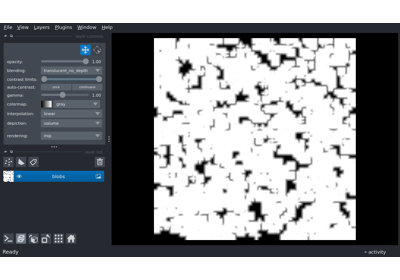 File View Layers Plugins Window Help
opacity: 1.00
blending: translucent_no_depth
contrast limits:
auto-contrast: once continuous
gamma: 1.00
colormap: gray
interpolation: linear
depiction: volume
rendering: mip
blobs
Ready
activity